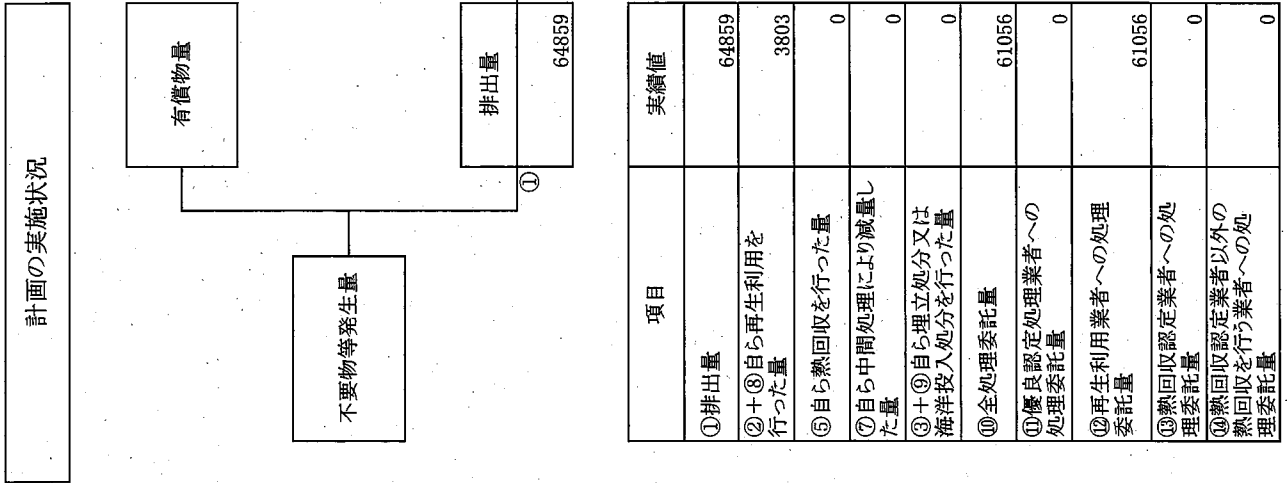 計画の実施状況
有償物量
不要物等発生量
排出量
①
64859
項目
実績値
①排出量
64859
②+⑧自ら再生利用を
行った量
3803
⑤自ら熱回収を行った量
0
⑦自ら中間処理により減量し
た量
0
③+⑨自ら埋立処分又は
海洋投入処分を行った量
0
⑩全処理委託量
61056
⑪優良認定処理業者への
処理委託量
0
⑫再生利用業者への処理
委託量
61056
⑬熱回収認定業者への処
理委託量
0
⑭熱回収認定業者以外の
熱回収を行う業者への処
理委託量
0